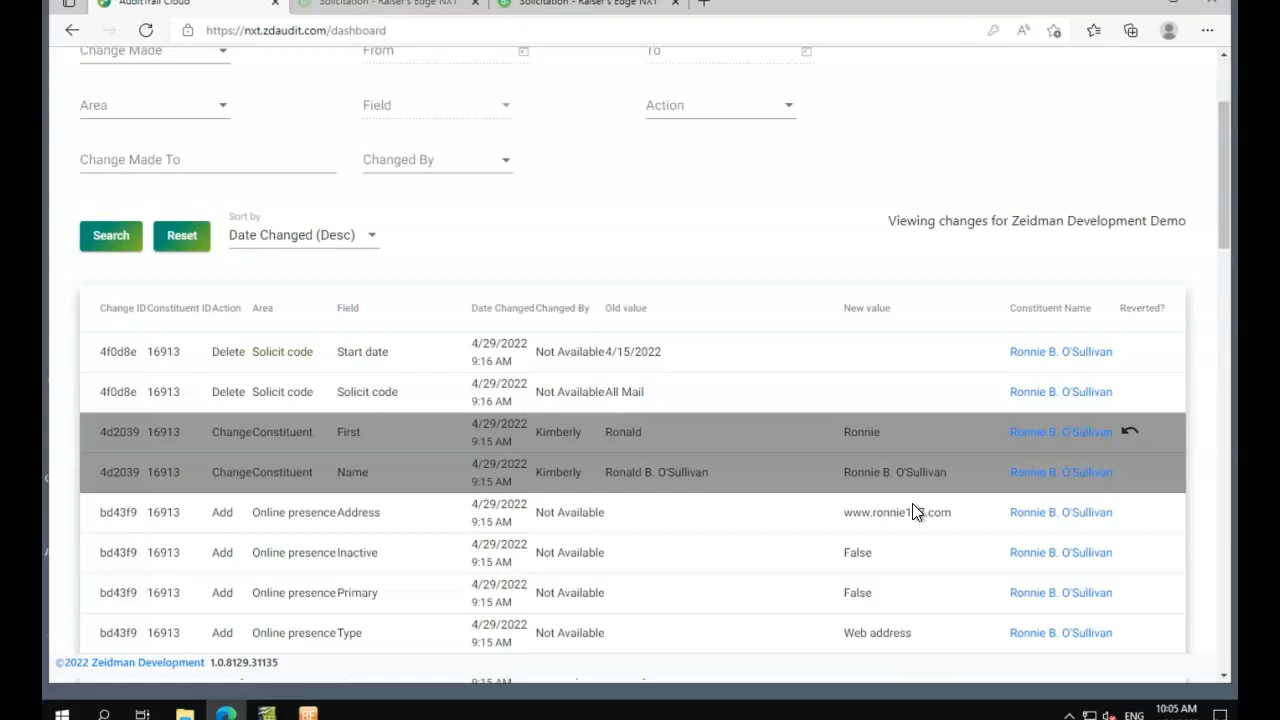 AuditTrail Cloud
Solicitation - Raiser's Edge NXT
Solicitation - Raiser's Edge NXT
https://nxt.zdaudit.com/dashboard
Change Made From To
Area Field Action
Change Made To Changed By
Sort by
Search Reset Date Changed (Desc)
Viewing changes for Zeidman Development Demo
Change ID Constituent ID Action Area Field Date Changed Changed By Old value New value Constituent Name Reverted?
4f0d8e 16913 Delete Solicit code Start date 4/29/2022 9:16 AM Not Available 4/15/2022 Ronnie B. O'Sullivan
4f0d8e 16913 Delete Solicit code Solicit code 4/29/2022 9:16 AM Not Available All Mail Ronnie B. O'Sullivan
4d2039 16913 Change Constituent First 4/29/2022 9:15 AM Kimberly Ronald Ronnie Ronnie B. O'Sullivan
4d2039 16913 Change Constituent Name 4/29/2022 9:15 AM Kimberly Ronald B. O'Sullivan Ronnie B. O'Sullivan Ronnie B. O'Sullivan
bd43f9 16913 Add Online presence Address 4/29/2022 9:15 AM Not Available Ronnie B. O'Sullivan
bd43f9 16913 Add Online presence Inactive 4/29/2022 9:15 AM Not Available False Ronnie B. O'Sullivan
bd43f9 16913 Add Online presence Primary 4/29/2022 9:15 AM Not Available False Ronnie B. O'Sullivan
bd43f9 16913 Add Online presence Type 4/29/2022 9:15 AM Not Available Web address Ronnie B. O'Sullivan
©2022 Zeidman Development 1.0.8129.31135
9:15 AM
ENG 10:05 AM